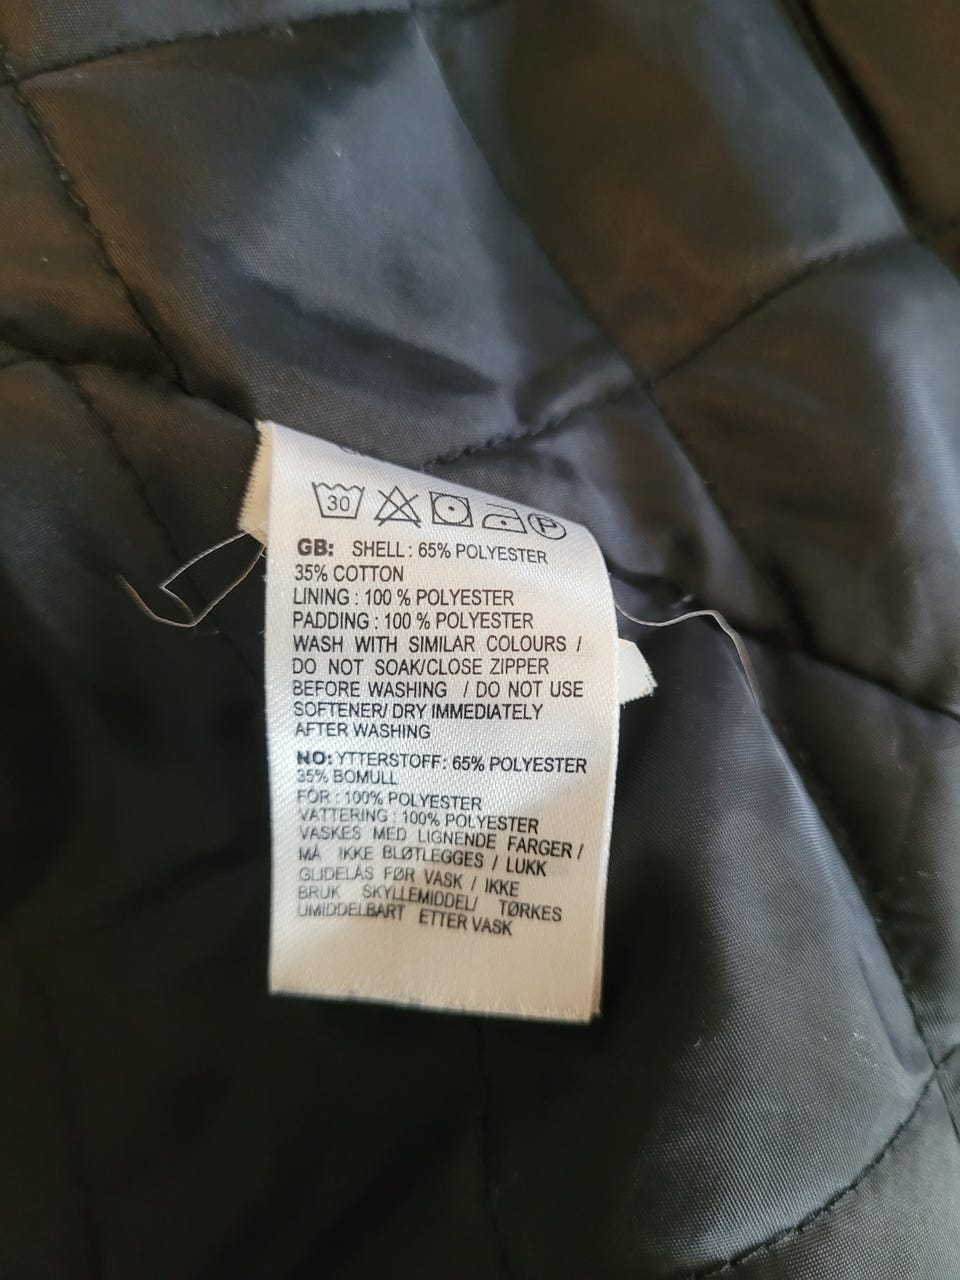 30
P
GB: SHELL : 65% POLYESTER
35% COTTON
LINING : 100 % POLYESTER
PADDING : 100 % POLYESTER
WASH WITH SIMILAR COLOURS /
DO NOT SOAK/CLOSE ZIPPER
BEFORE WASHING / DO NOT USE
SOFTENER/ DRY IMMEDIATELY
AFTER WASHING
NO: YTTERSTOFF: 65% POLYESTER
35% BOMULL
FOR : 100% POLYESTER
VATTERING : 100% POLYESTER
VASKES MED LIGNENDE FARGER /
MÅ IKKE BLØTLEGGES / LUKK
GLIDELÅS FØR VASK / IKKE
BRUK SKYLLEMIDDEL/ TØRKES
UMIDDELBART ETTER VASK